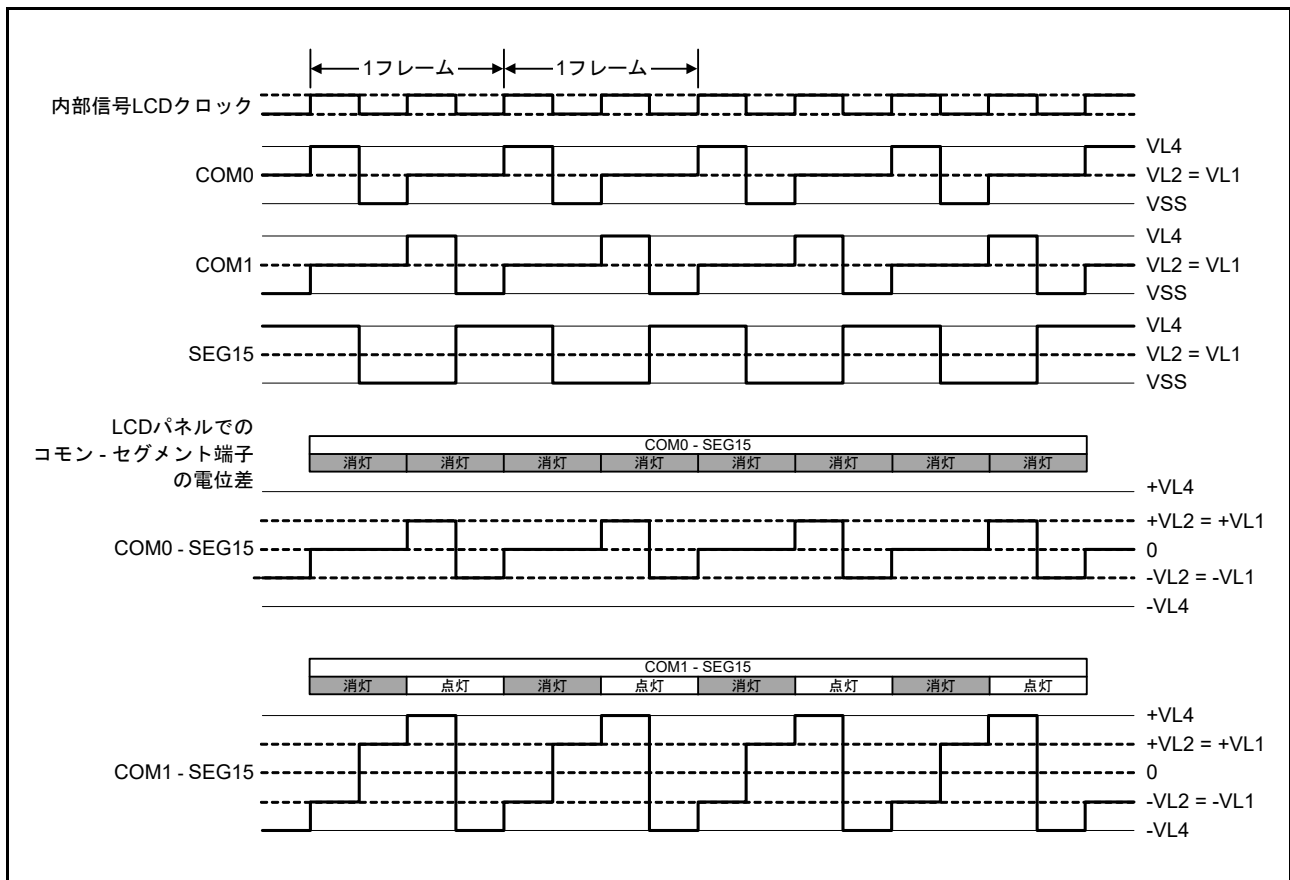 1フレーム 1フレーム
内部信号LCDクロック
VL4
COM0 VL2 = VL1
VSS
VL4
COM1 VL2 = VL1
VSS
VL4
SEG15 VL2 = VL1
VSS
LCDパネルでの
コモン - セグメント端子
の電位差
COM0 - SEG15
消灯 消灯 消灯 消灯 消灯 消灯 消灯 消灯
+VL4
+VL2 = +VL1
COM0 - SEG15 0
-VL2 = -VL1
-VL4
COM1 - SEG15
消灯 点灯 消灯 点灯 消灯 点灯 消灯 点灯
+VL4
+VL2 = +VL1
COM1 - SEG15 0
-VL2 = -VL1
-VL4